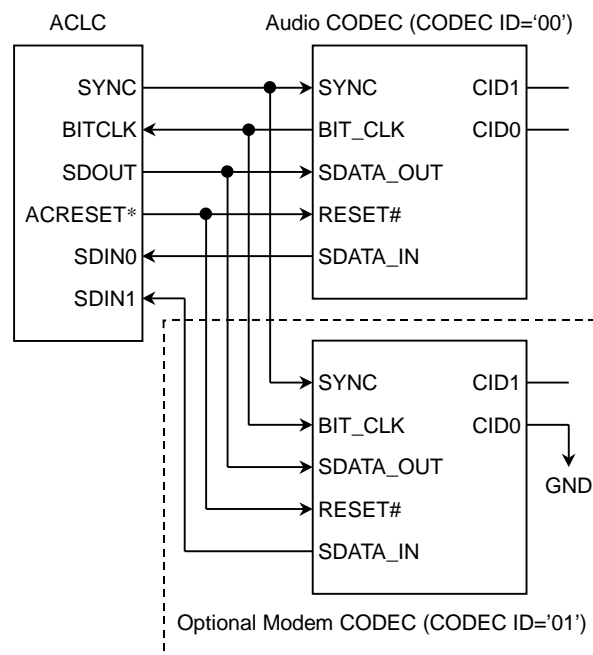 ACLC
Audio CODEC (CODEC ID=‘00’)
SYNC
BITCLK
SDOUT
ACRESET*
SDIN0
SDIN1
SYNC
BIT_CLK
SDATA_OUT
RESET#
SDATA_IN
CID1
CID0
SYNC
BIT_CLK
SDATA_OUT
RESET#
SDATA_IN
CID1
CID0
GND
Optional Modem CODEC (CODEC ID=‘01’)